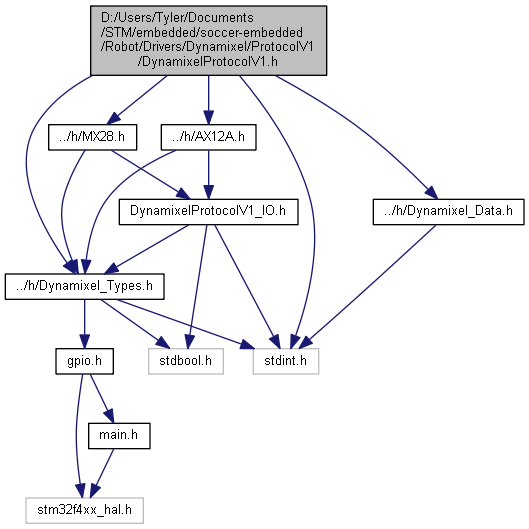 D:/Users/Tyler/Documents
/STM/embedded/soccer-embedded
/Robot/Drivers/Dynamixel/ProtocolV1
/DynamixelProtocolV1.h
../h/MX28.h
../h/AX12A.h
DynamixelProtocolV1_IO.h
../h/Dynamixel_Data.h
../h/Dynamixel_Types.h
gpio.h
stdbool.h
stdint.h
main.h
stm32f4xx_hal.h